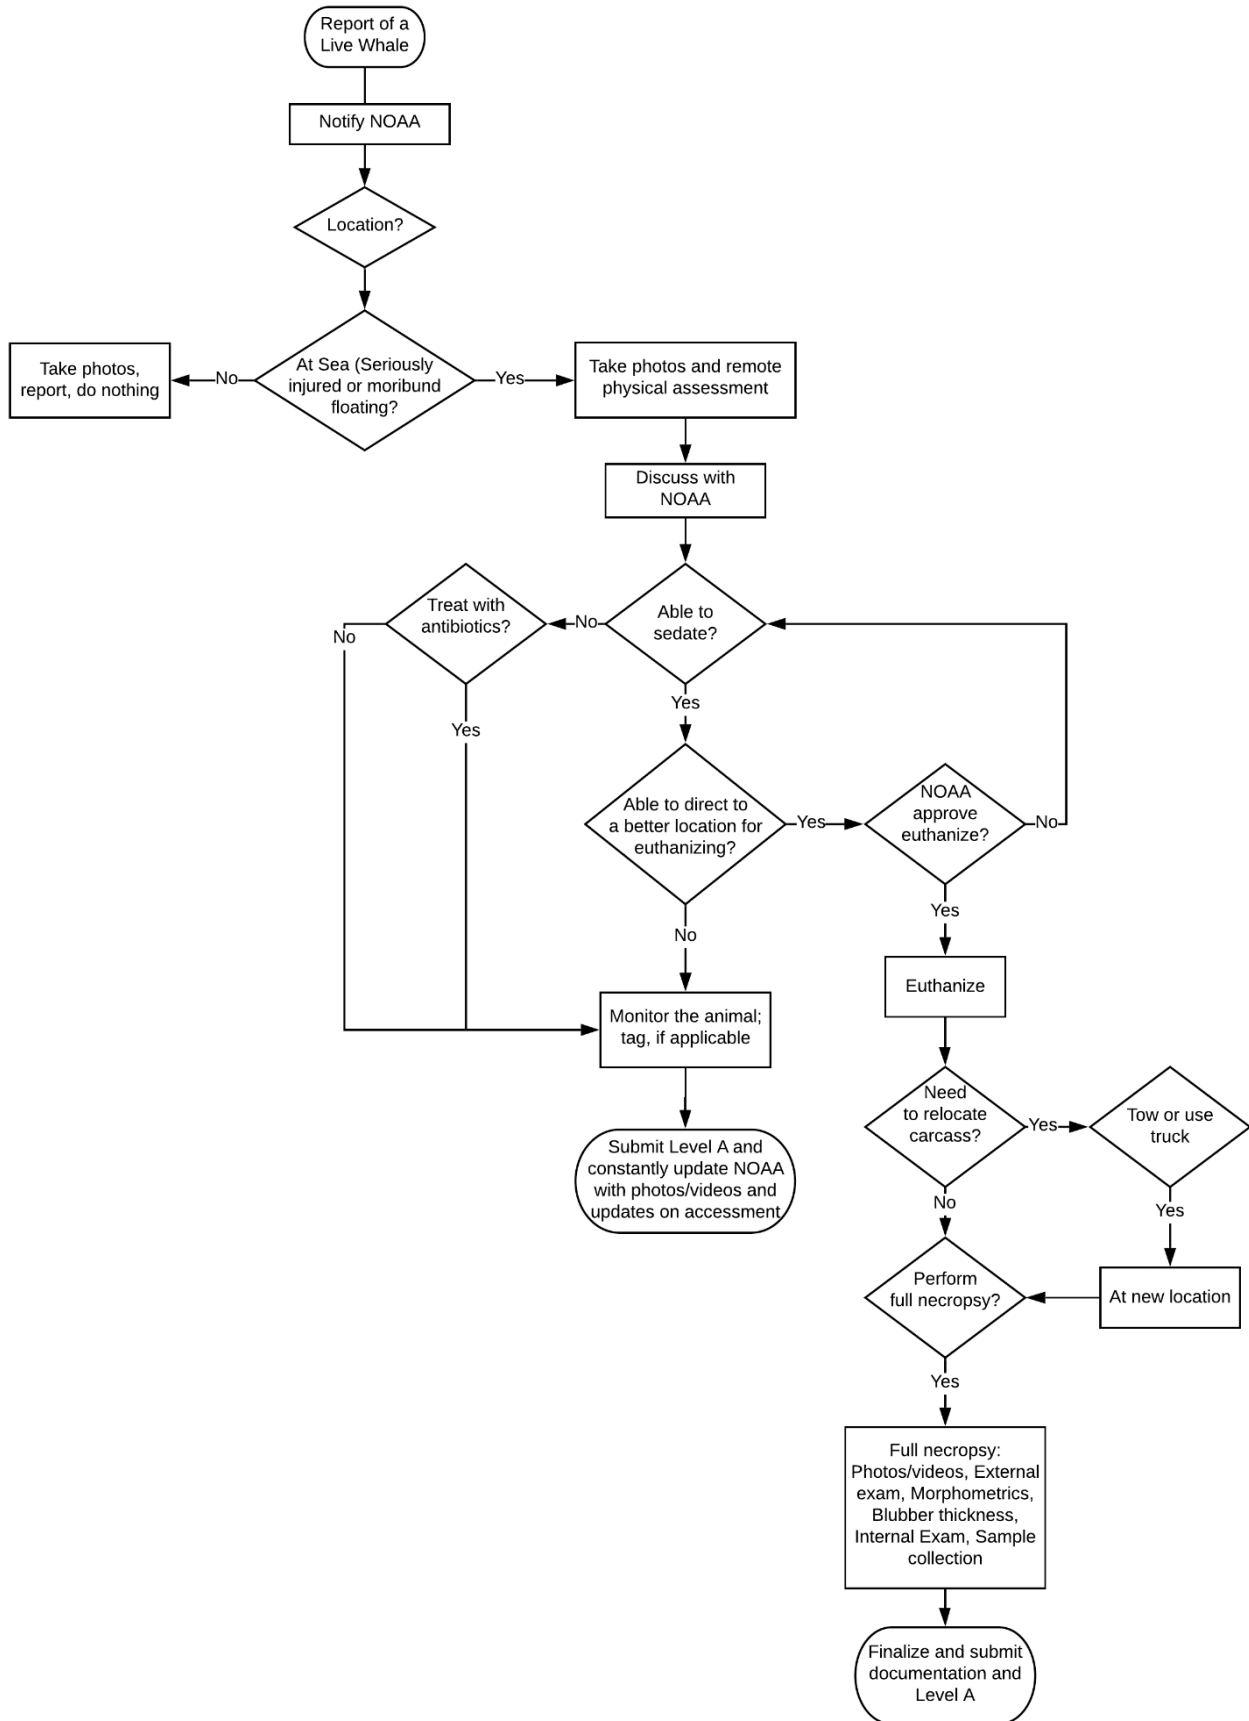 Report of a
Live Whale
Notify NOAA
Location?
At Sea (Seriously
injured or moribund
floating?
No
Take photos,
report, do nothing
Yes
Take photos and remote
physical assessment
Discuss with
NOAA
Able to
sedate?
No
Treat with
antibiotics?
No
Yes
Yes
Able to direct to
a better location for
euthanizing?
Yes
NOAA
approve
euthanize?
No
No
Monitor the animal;
tag, if applicable
Submit Level A and
constantly update NOAA
with photos/videos and
updates on accessment
Yes
Euthanize
Need
to relocate
carcass?
Yes
Tow or use
truck
Yes
At new location
No
Perform
full necropsy?
Yes
Full necropsy:
Photos/videos, External
exam, Morphometrics,
Blubber thickness,
Internal Exam, Sample
collection
Finalize and submit
documentation and
Level A